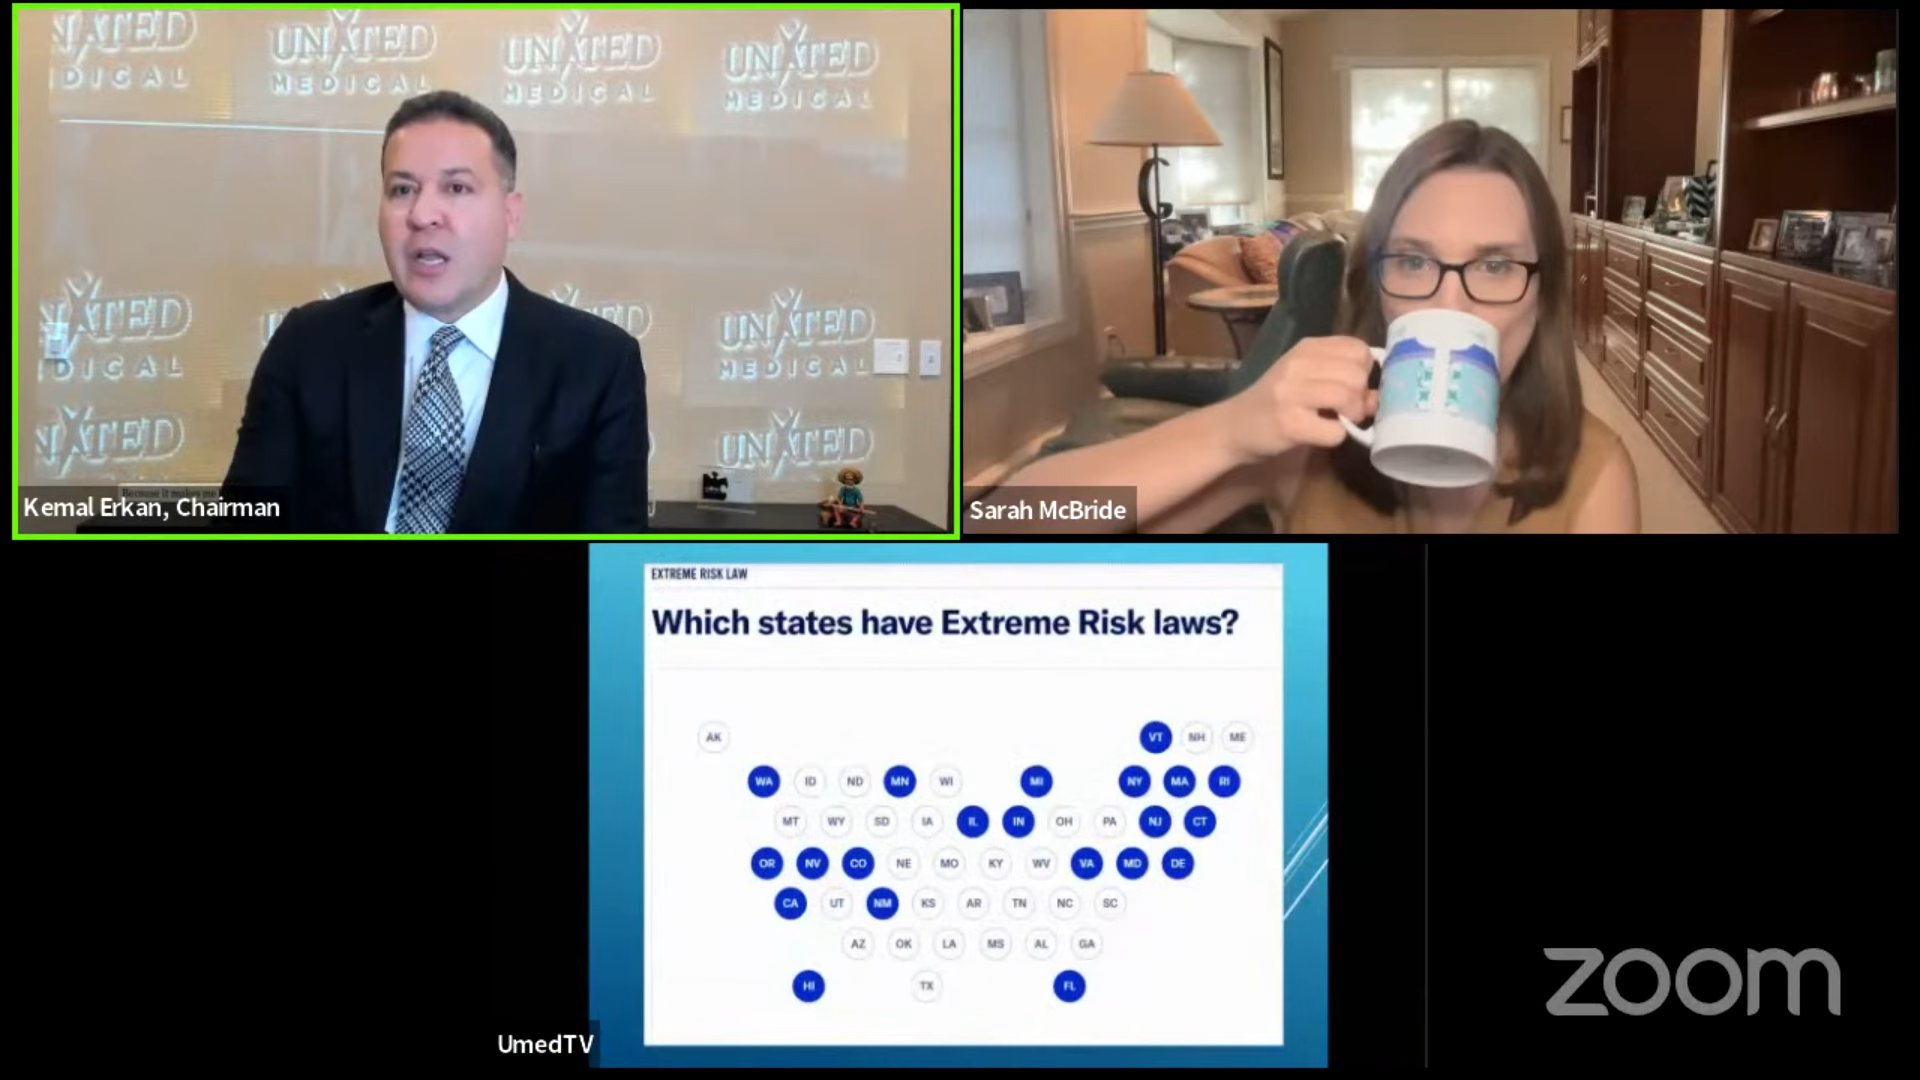 UNITED
DICAL
UNITED
MEDICAL
UNITED
MEDICAL
UNITED
MEDICAL
UNITED
DICAL
UNITED
MEDICAL
UNITED
UNITED
Kemal Erkan, Chairman
Sarah McBride
EXTREME RISK LAW
Which states have Extreme Risk laws?
AK VT NH ME
WA ID ND MN WI MI NY MA RI
MT WY SD IA IL IN OH PA NJ CT
OR NV CO NE MO KY WV VA MD DE
CA UT NM KS AR TN NC SC
AZ OK LA MS AL GA
HI TX FL
UmedTV
zoom